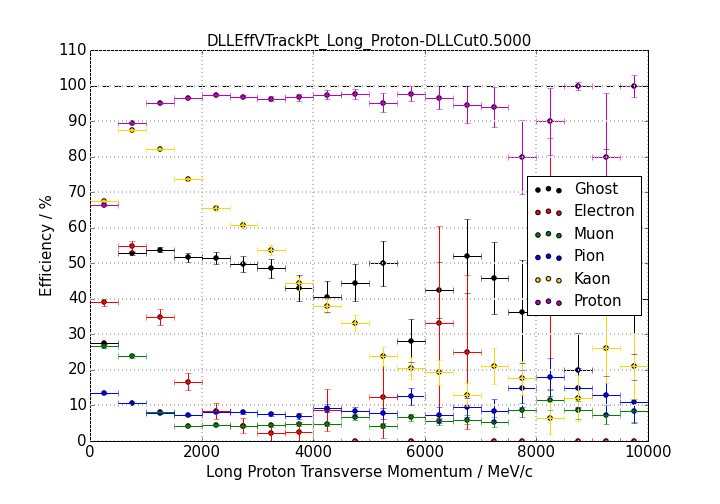 DLLEffVTrackPt_Long_Proton-DLLCut0.5000
110
100
90
80
70
60
50
40
30
20
10
0
Efficiency / %
Ghost
Electron
Muon
Pion
Kaon
Proton
0 2000 4000 6000 8000 10000
Long Proton Transverse Momentum / MeV/c